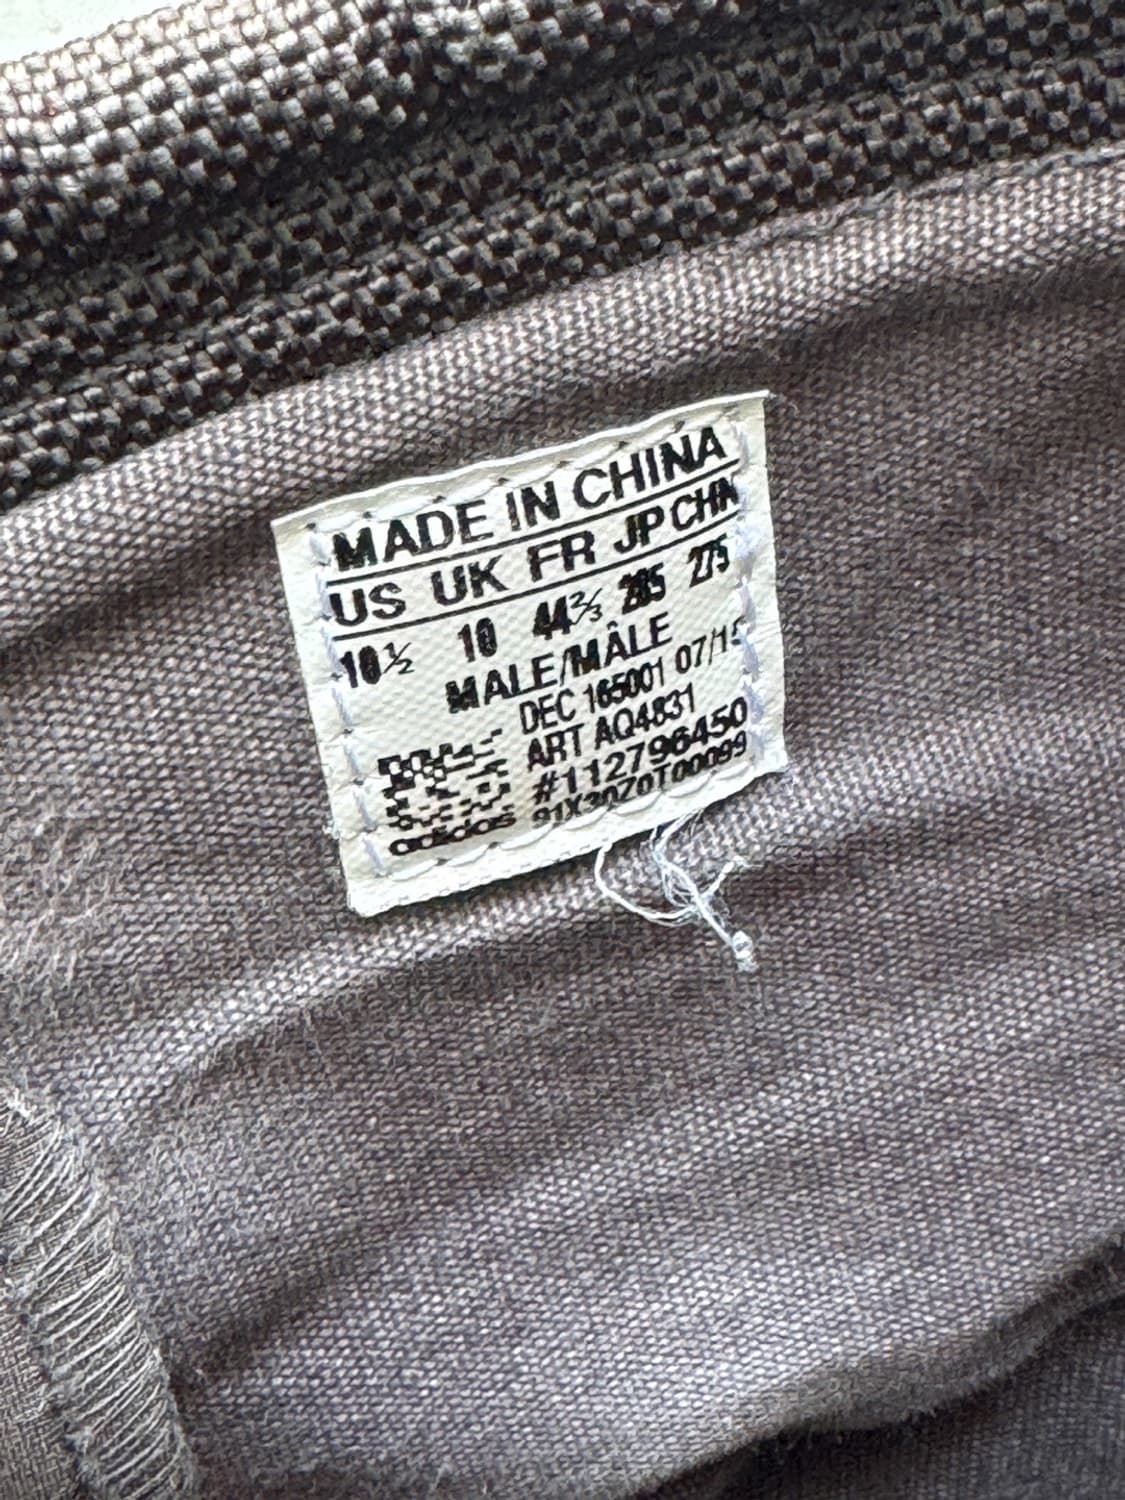 MADE IN CHINA
US UK FR JP CHN
10½ 10 44⅔ 285 275
MALE/MÂLE
DEC 165001 07/15
ART AQ4831
#112796450
91X30Z0T00099
adidas